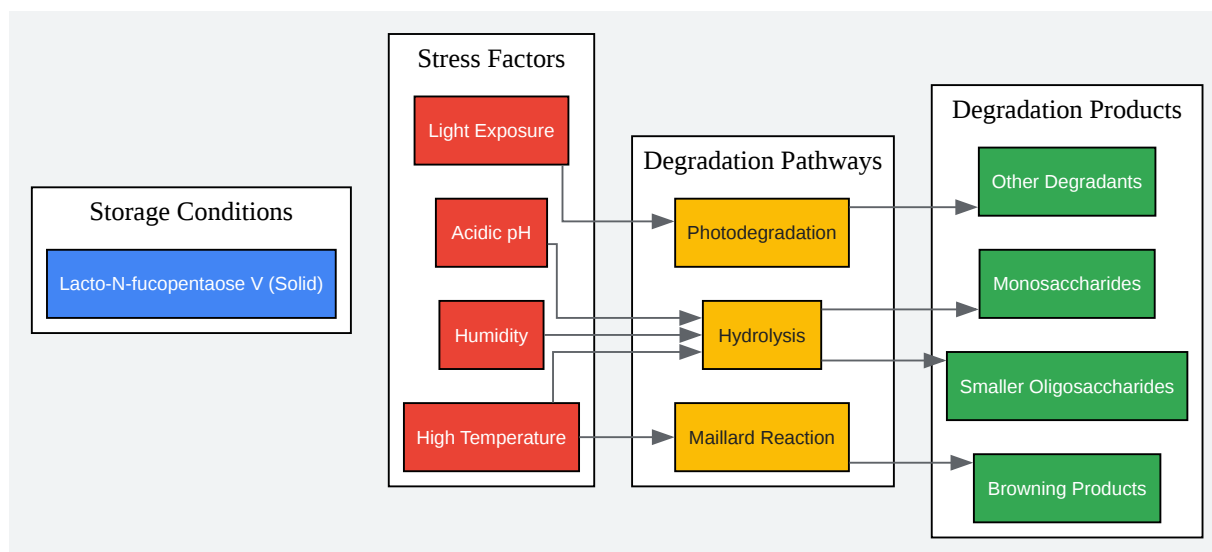 Storage Conditions
Lacto-N-fucopentaose V (Solid)
Stress Factors
Light Exposure
Acidic pH
Humidity
High Temperature
Degradation Pathways
Photodegradation
Hydrolysis
Maillard Reaction
Degradation Products
Other Degradants
Monosaccharides
Smaller Oligosaccharides
Browning Products